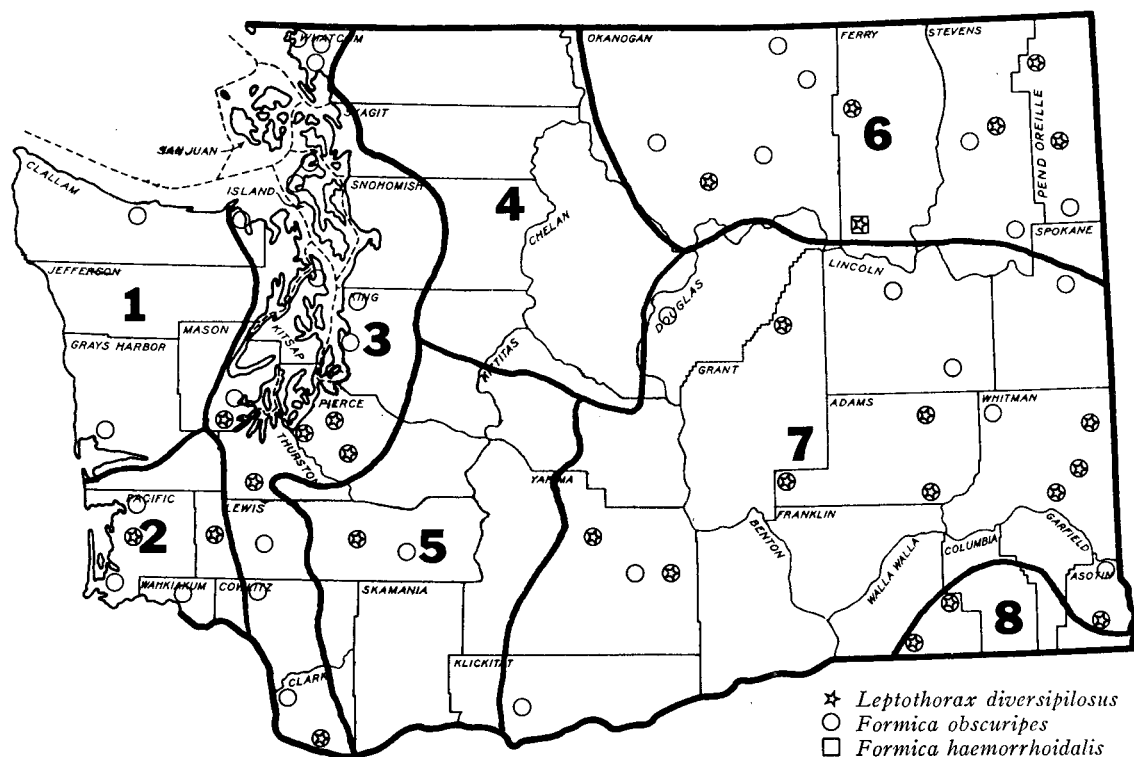 WHATCOM
OKANOGAN
FERRY
STEVENS
PEND OREILLE
SKAGIT
SAN JUAN
6
CLALLAM
ISLAND
SNOHOMISH
4
CHELAN
SPOKANE
JEFFERSON
LINCOLN
1
DOUGLAS
KING
MASON
KITSAP
3
GRAYS HARBOR
KITTITAS
GRANT
PIERCE
ADAMS
WHITMAN
THURSTON
7
YAKIMA
PACIFIC
LEWIS
FRANKLIN
2
5
BENTON
GARFIELD
COLUMBIA
WALLA WALLA
ASOTIN
WAHKIAKUM
COWLITZ
SKAMANIA
8
KLICKITAT
CLARK
Leptothorax diversipilosus
Formica obscuripes
Formica haemorrhoidalis